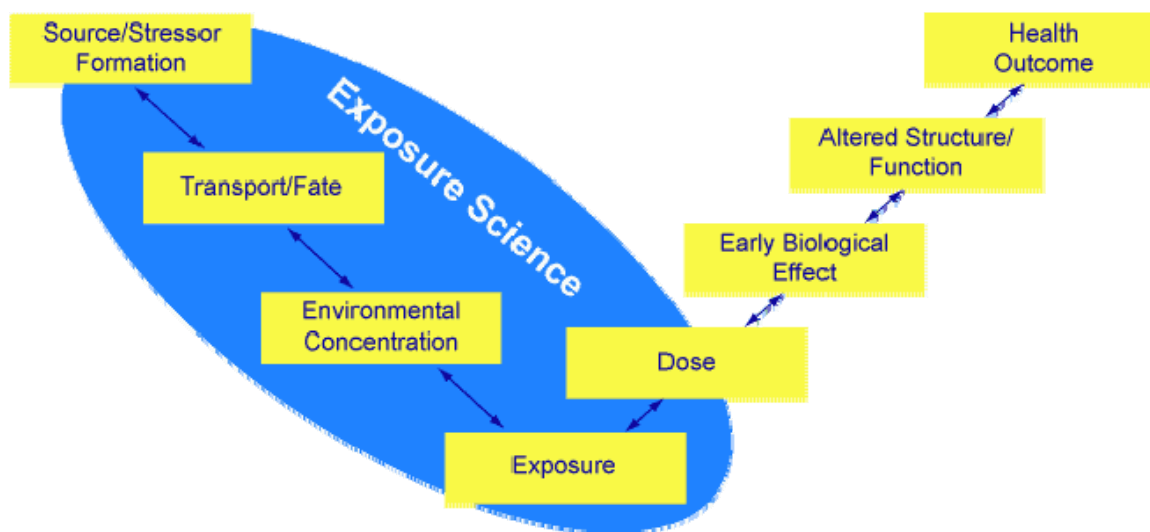 Source/Stressor
Formation
Transport/Fate
Environmental
Concentration
Exposure
Exposure Science
Dose
Early Biological
Effect
Altered Structure/
Function
Health
Outcome